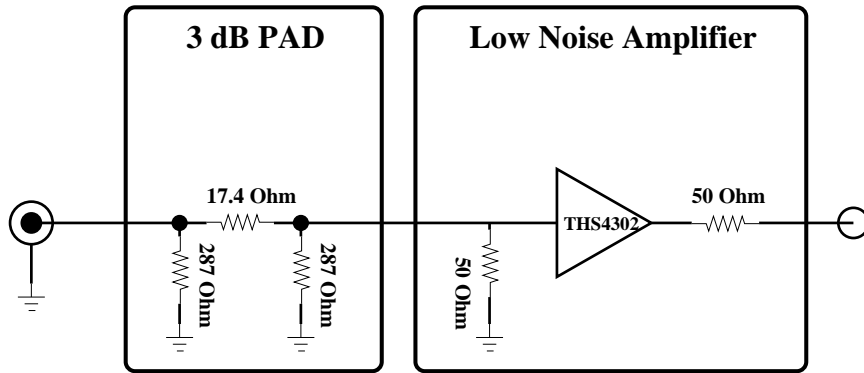 3 dB PAD
Low Noise Amplifier
17.4 Ohm
50 Ohm
THS4302
287 Ohm
287 Ohm
50 Ohm